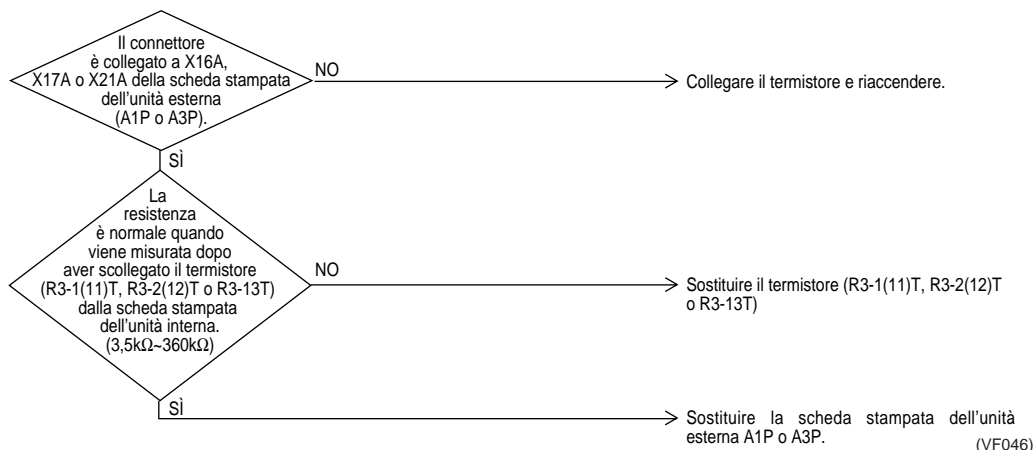 Il connettore
è collegato a X16A,
X17A o X21A della scheda stampata
dell'unità esterna
(A1P o A3P).
NO
Collegare il termistore e riaccendere.
SÌ
La
resistenza
è normale quando
viene misurata dopo
aver scollegato il termistore
(R3-1(11)T, R3-2(12)T o R3-13T)
dalla scheda stampata
dell'unità interna.
(3,5kΩ~360kΩ)
NO
Sostituire il termistore (R3-1(11)T, R3-2(12)T
o R3-13T)
SÌ
Sostituire la scheda stampata dell'unità
esterna A1P o A3P.
(VF046)